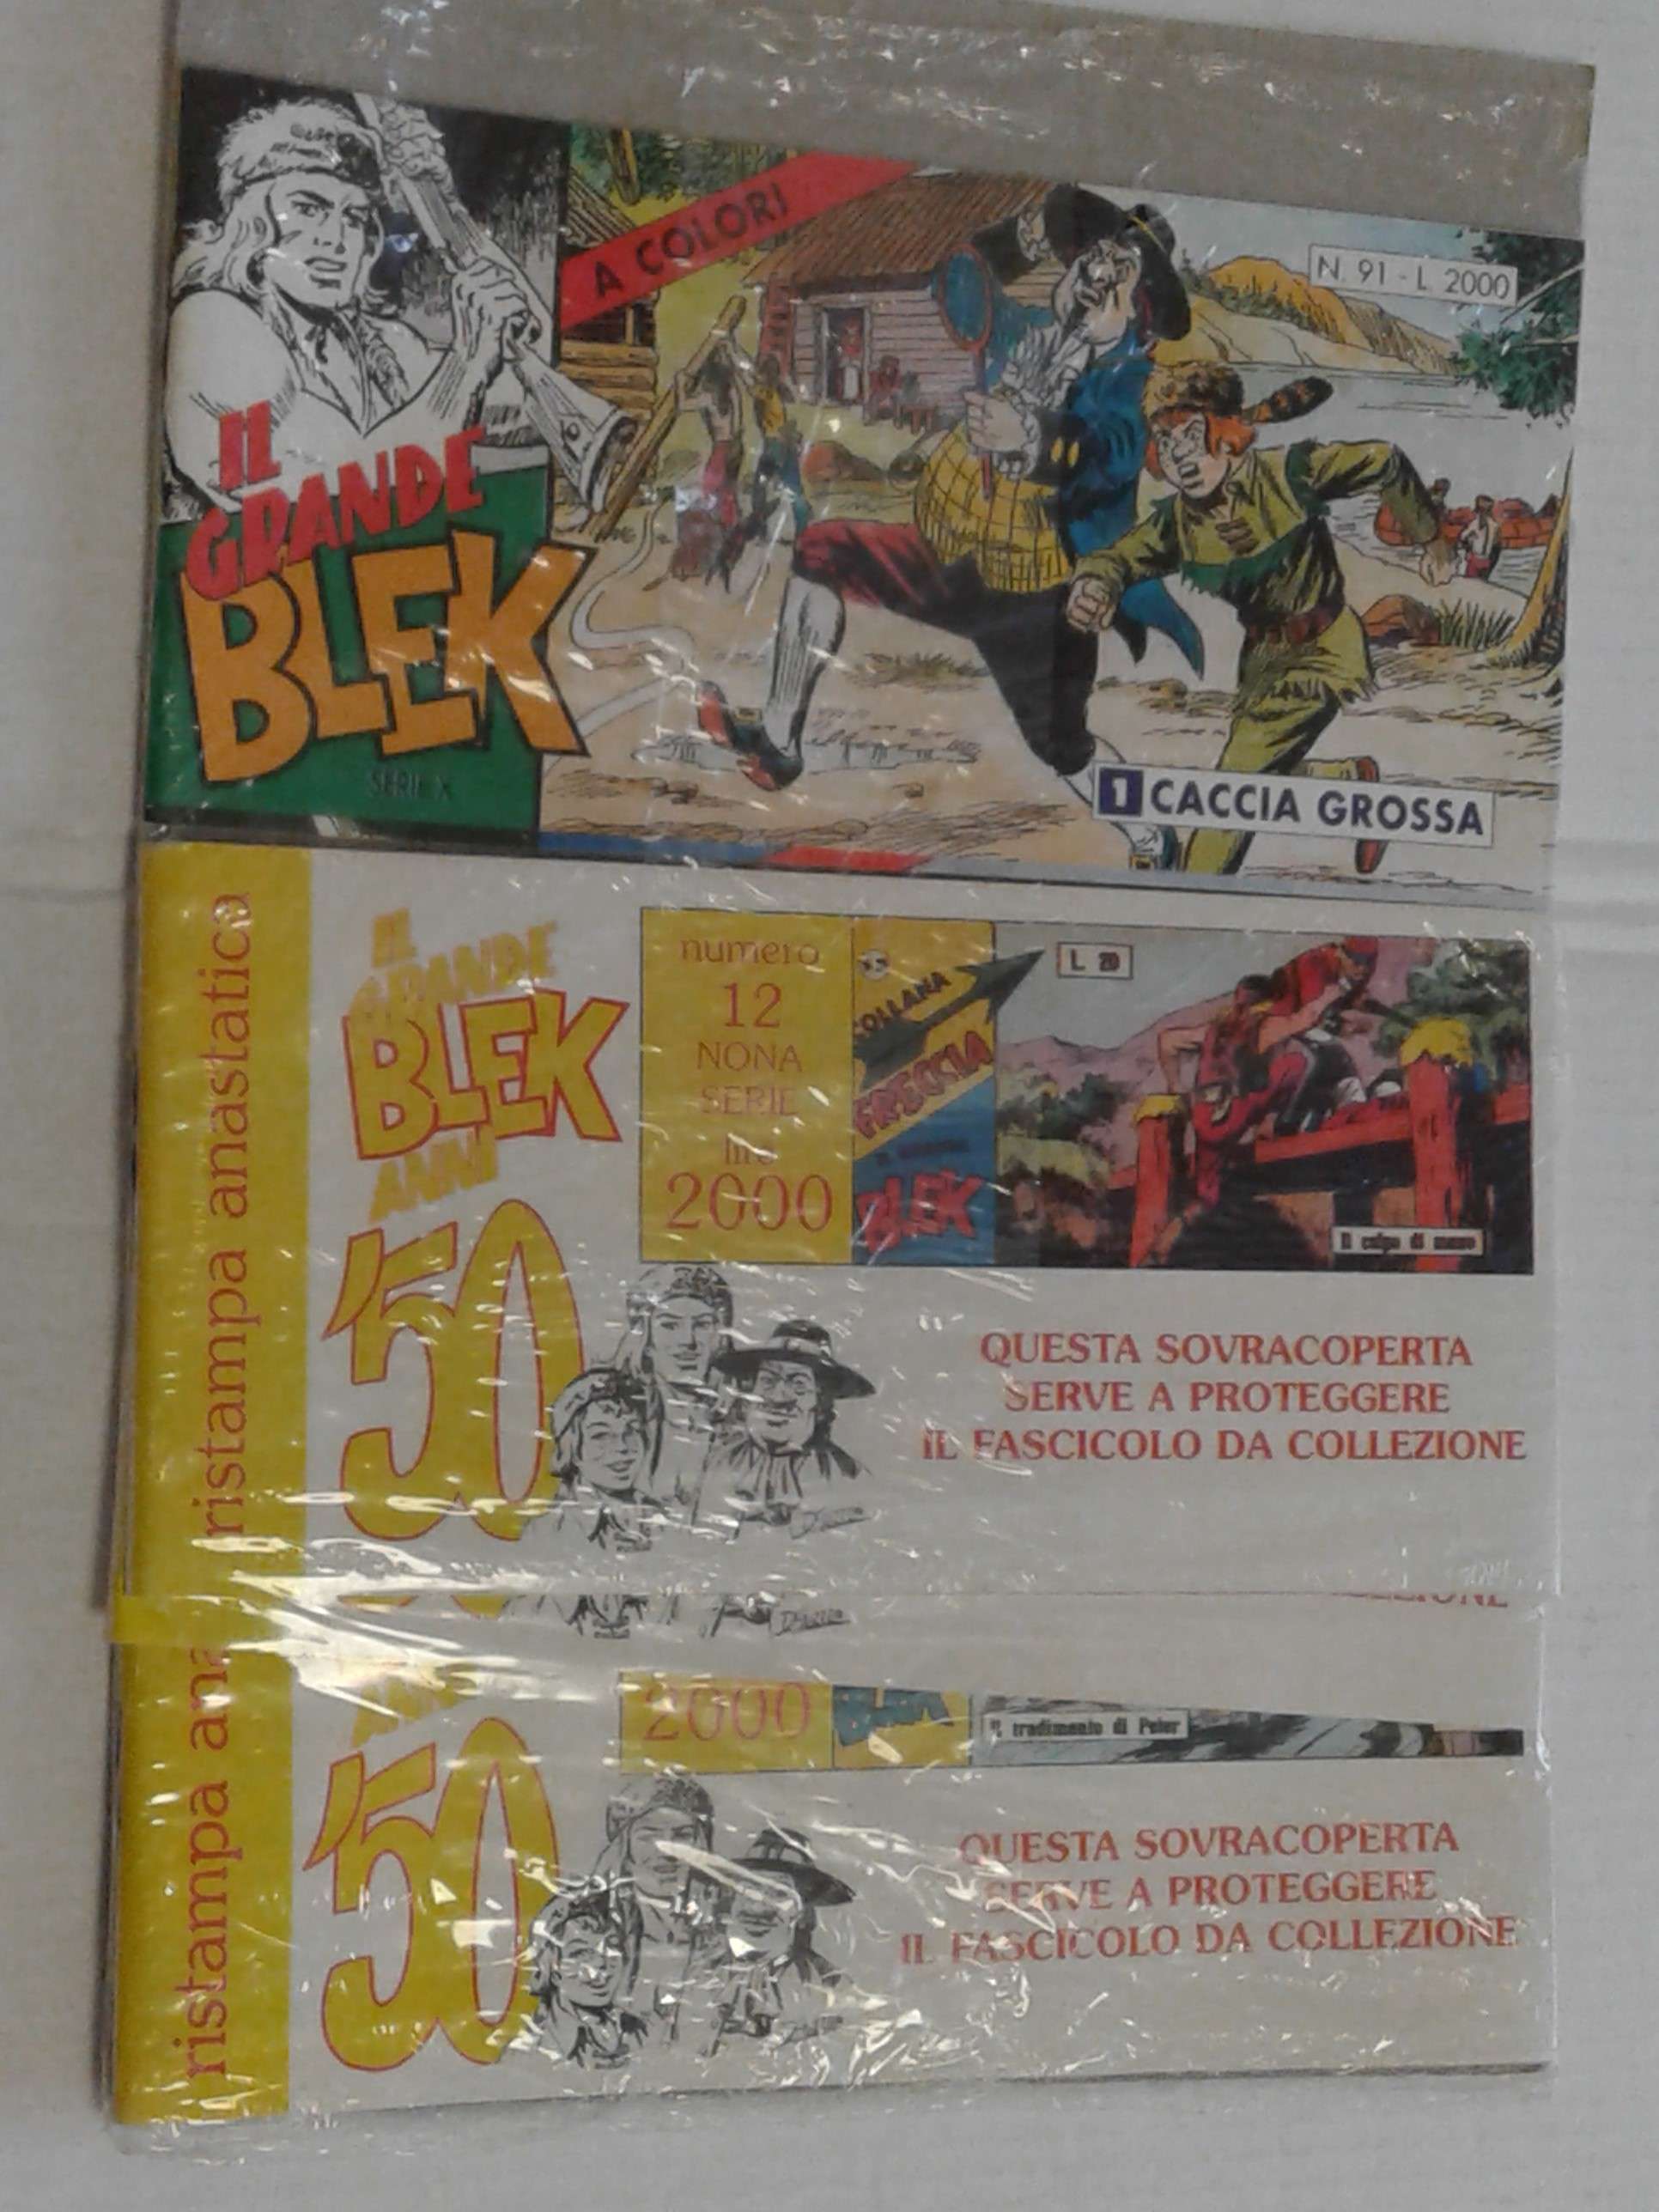 A COLORI
N. 91 - L. 2000
IL
GRANDE
BLEK
SERIE X
1 CACCIA GROSSA
ristampa anastatica
IL
GRANDE
BLEK
ANNI
'50
numero
12
NONA
SERIE
lire
2000
COLLANA
FRECCIA
BLEK
L 20
Il colpo di mano
QUESTA SOVRACOPERTA
SERVE A PROTEGGERE
IL FASCICOLO DA COLLEZIONE
ristampa ana
'50
2000
BLEK
Il tradimento di Peter
QUESTA SOVRACOPERTA
SERVE A PROTEGGERE
IL FASCICOLO DA COLLEZIONE